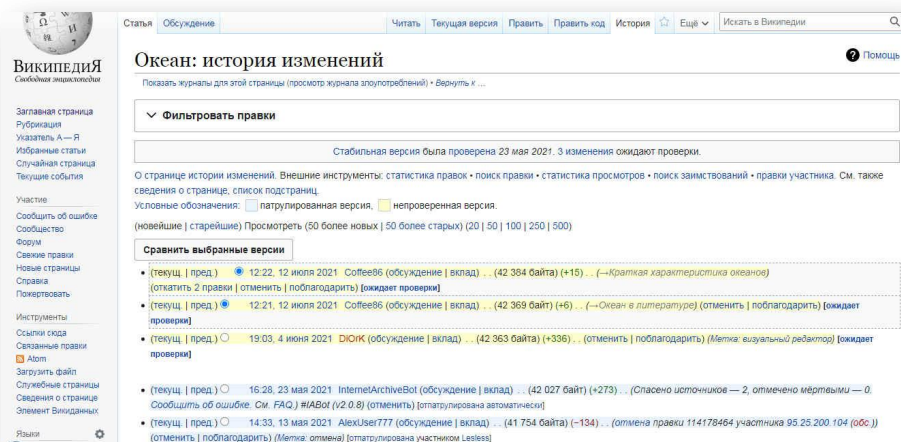 Статья Обсуждение Читать Текущая версия Править Править код История Ещё Искать в Википедии
ВИКИПЕДИЯ
Свободная энциклопедия
Океан: история изменений
Помощь
Показать журналы для этой страницы (просмотр журнала злоупотреблений) • Вернуть к …
Заглавная страница
Рубрикация
Указатель А — Я
Избранные статьи
Случайная страница
Текущие события
Участие
Сообщить об ошибке
Сообщество
Форум
Свежие правки
Новые страницы
Справка
Пожертвовать
Инструменты
Ссылки сюда
Связанные правки
Atom
Загрузить файл
Служебные страницы
Сведения о странице
Элемент Викиданных
Языки
Фильтровать правки
Стабильная версия была проверена 23 мая 2021. 3 изменения ожидают проверки.
О странице истории изменений. Внешние инструменты: статистика правок • поиск правки • статистика просмотров • поиск заимствований • правки участника. См. также
сведения о странице, список подстраниц.
Условные обозначения: патрулированная версия, непроверенная версия.
(новейшие | старейшие) Просмотреть (50 более новых | 50 более старых) (20 | 50 | 100 | 250 | 500)
Сравнить выбранные версии
• (текущ. | пред.) 12:22, 12 июля 2021 Coffee86 (обсуждение | вклад) . . (42 384 байта) (+15) . . (→Краткая характеристика океанов)
(откатить 2 правки | отменить | поблагодарить) [ожидает проверки]
• (текущ. | пред.) 12:21, 12 июля 2021 Coffee86 (обсуждение | вклад) . . (42 369 байт) (+6) . . (→Океан в литературе) (отменить | поблагодарить) [ожидает
проверки]
• (текущ. | пред.) 19:03, 4 июня 2021 DiOrK (обсуждение | вклад) . . (42 363 байта) (+336) . . (отменить | поблагодарить) (Метка: визуальный редактор) [ожидает
проверки]
• (текущ. | пред.) 16:28, 23 мая 2021 InternetArchiveBot (обсуждение | вклад) . . (42 027 байт) (+273) . . (Спасено источников — 2, отмечено мёртвыми — 0.
Сообщить об ошибке. См. FAQ.) #IABot (v2.0.8) (отменить) [отпатрулирована автоматически]
• (текущ. | пред.) 14:33, 13 мая 2021 AlexUser777 (обсуждение | вклад) . . (41 754 байта) (−134) . . (отмена правки 114178464 участника 95.25.200.104 (обс.))
(отменить | поблагодарить) (Метка: отмена) [отпатрулирована участником Lesless]